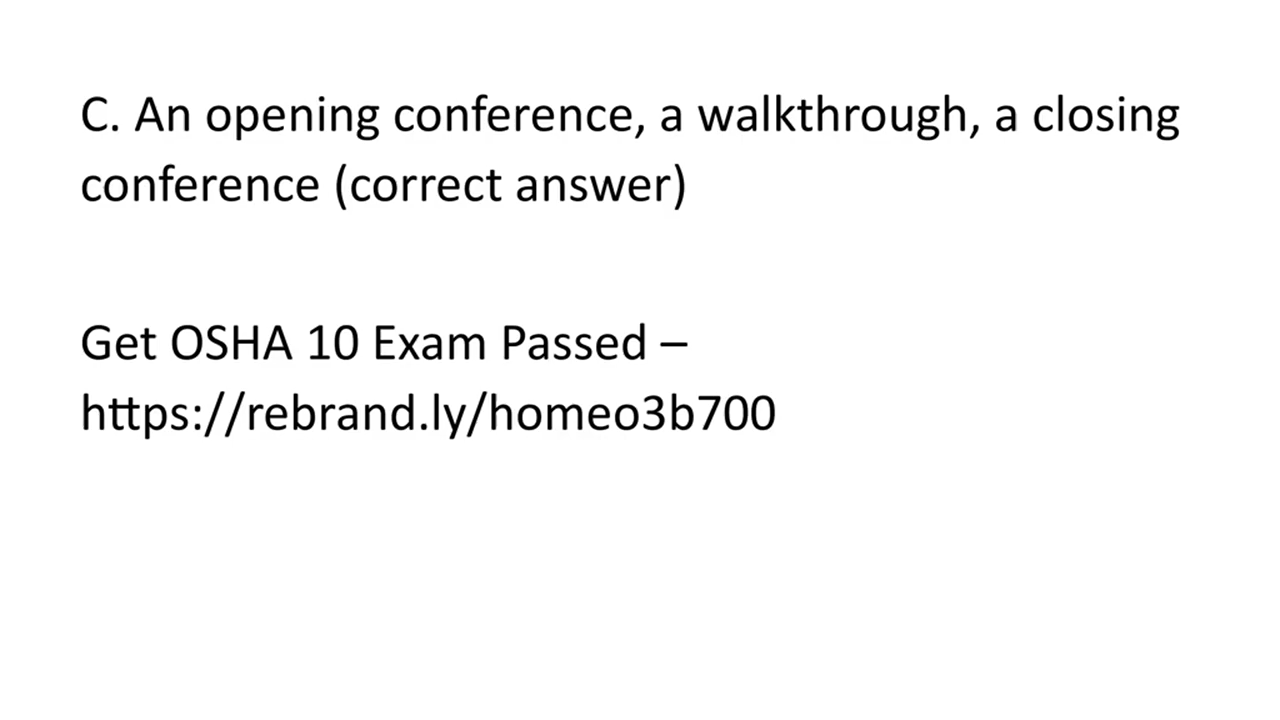 C. An opening conference, a walkthrough, a closing
conference (correct answer)
Get OSHA 10 Exam Passed –
https://rebrand.ly/homeo3b700